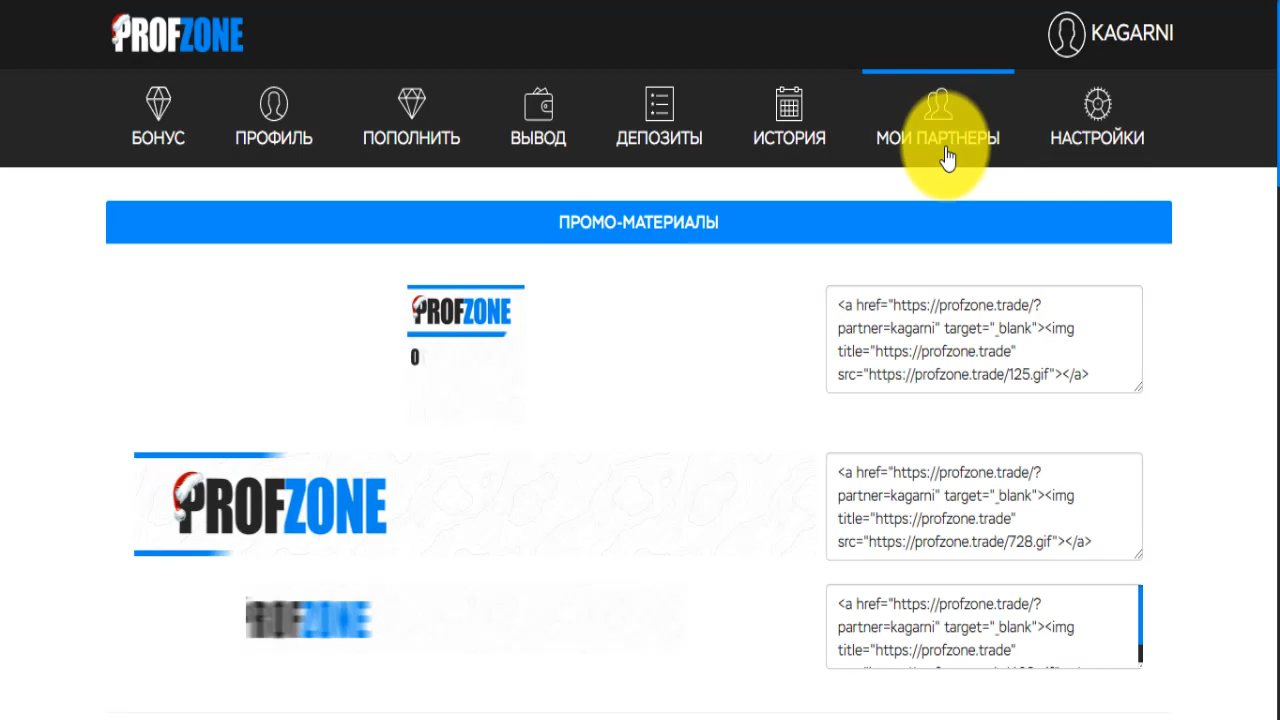 PROFZONE
KAGARNI
БОНУС
ПРОФИЛЬ
ПОПОЛНИТЬ
ВЫВОД
ДЕПОЗИТЫ
ИСТОРИЯ
МОИ ПАРТНЕРЫ
НАСТРОЙКИ
ПРОМО-МАТЕРИАЛЫ
PROFZONE
0
<a href="https://profzone.trade/?
partner=kagarni" target="_blank"><img
title="https://profzone.trade"
src="https://profzone.trade/125.gif"></a>
PROFZONE
<a href="https://profzone.trade/?
partner=kagarni" target="_blank"><img
title="https://profzone.trade"
src="https://profzone.trade/728.gif"></a>
<a href="https://profzone.trade/?
partner=kagarni" target="_blank"><img
title="https://profzone.trade"